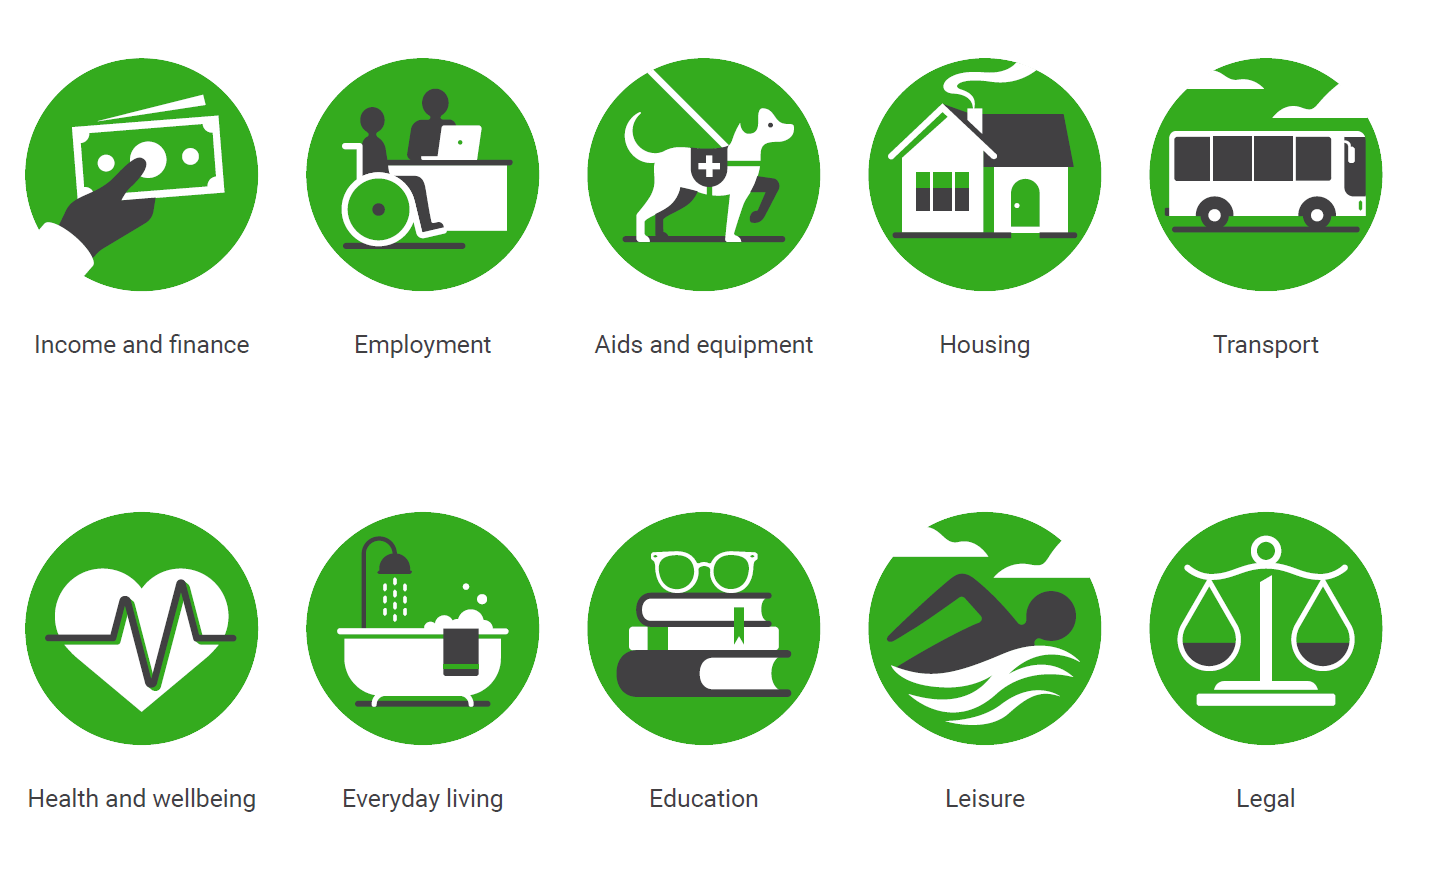 Income and finance
Employment
Aids and equipment
Housing
Transport
Health and wellbeing
Everyday living
Education
Leisure
Legal